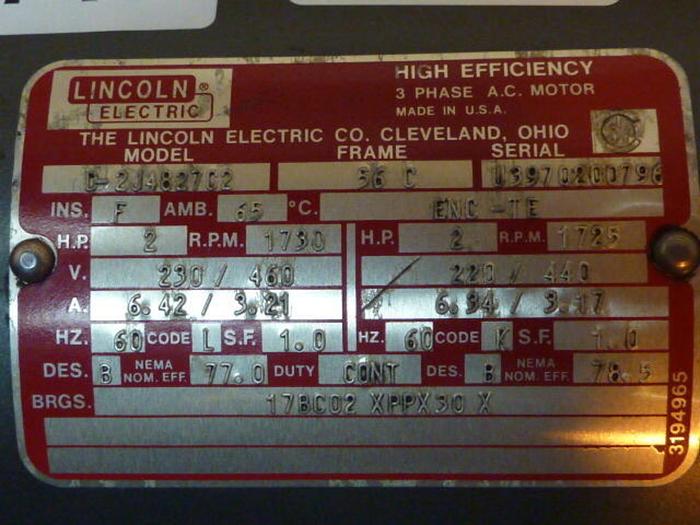 LINCOLN®
ELECTRIC
HIGH EFFICIENCY
3 PHASE A.C. MOTOR
MADE IN U.S.A.
THE LINCOLN ELECTRIC CO. CLEVELAND, OHIO
MODEL FRAME SERIAL
C-2J4827C2 56 C U3970200796
INS. F AMB. 65 °C. ENC-TE
H.P. 2 R.P.M. 1730 H.P. 2 R.P.M. 1725
V. 230/460 220/440
A. 6.42/3.21 6.34/3.17
HZ. 60 CODE L S.F. 1.0 HZ. 60 CODE K S.F. 1.0
DES. B NEMA NOM. EFF. 77.0 DUTY CONT DES. B NEMA NOM. EFF. 78.5
BRGS. 17BC02 XPPX30 X
3194965